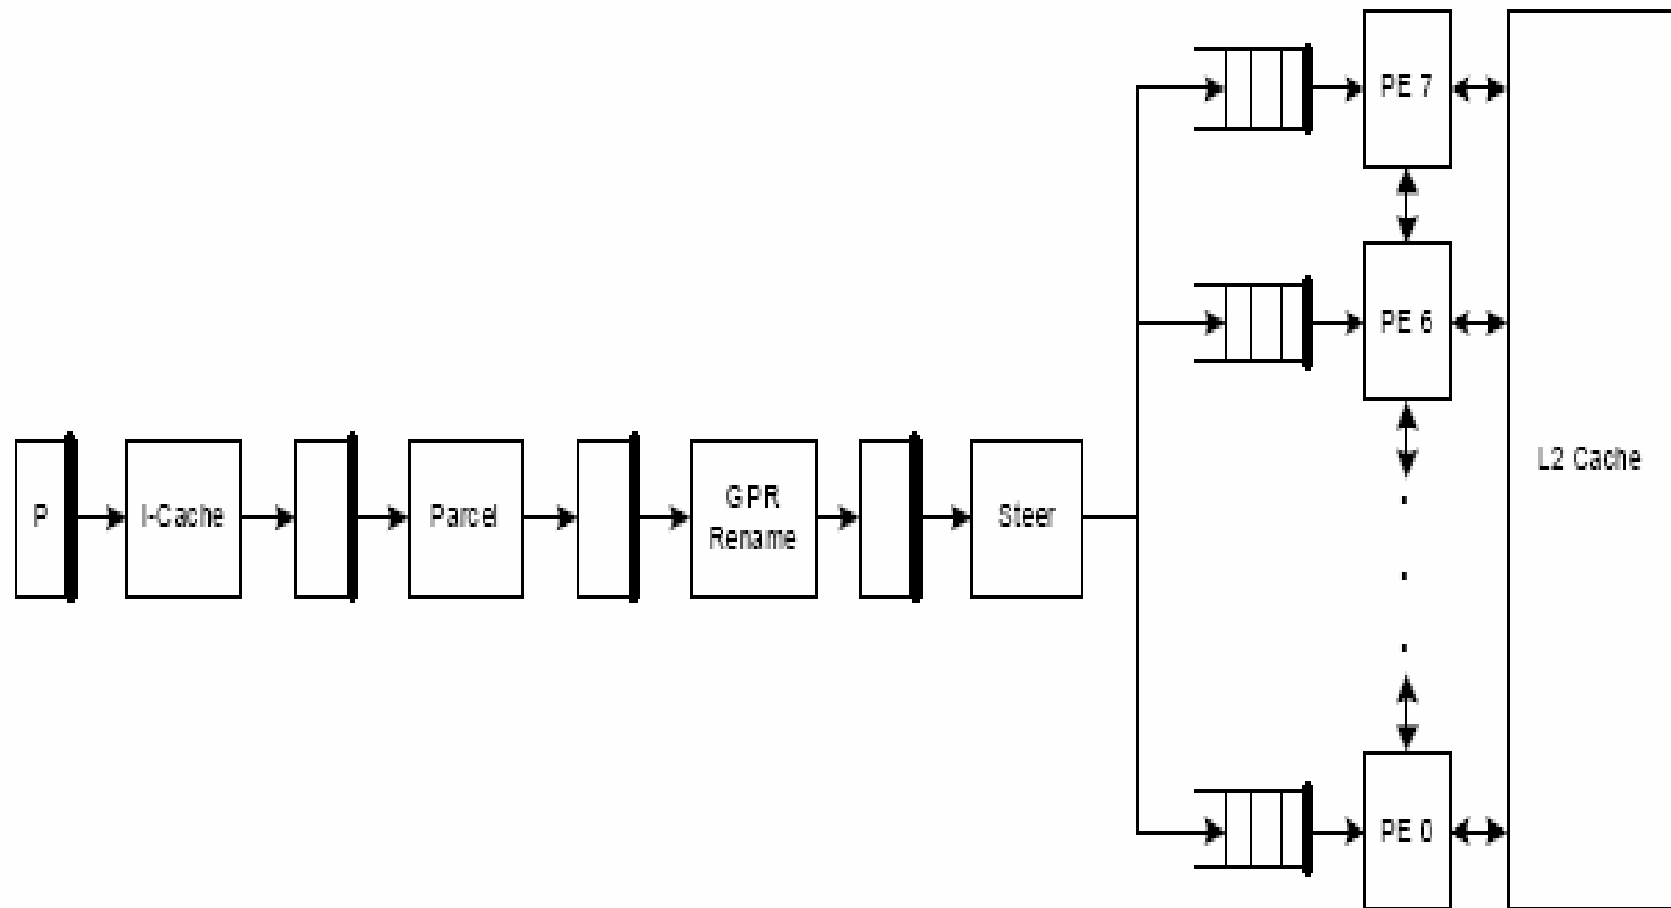 P
I-Cache
Parcel
GPR
Rename
Steer
PE 7
PE 6
PE 0
L2 Cache